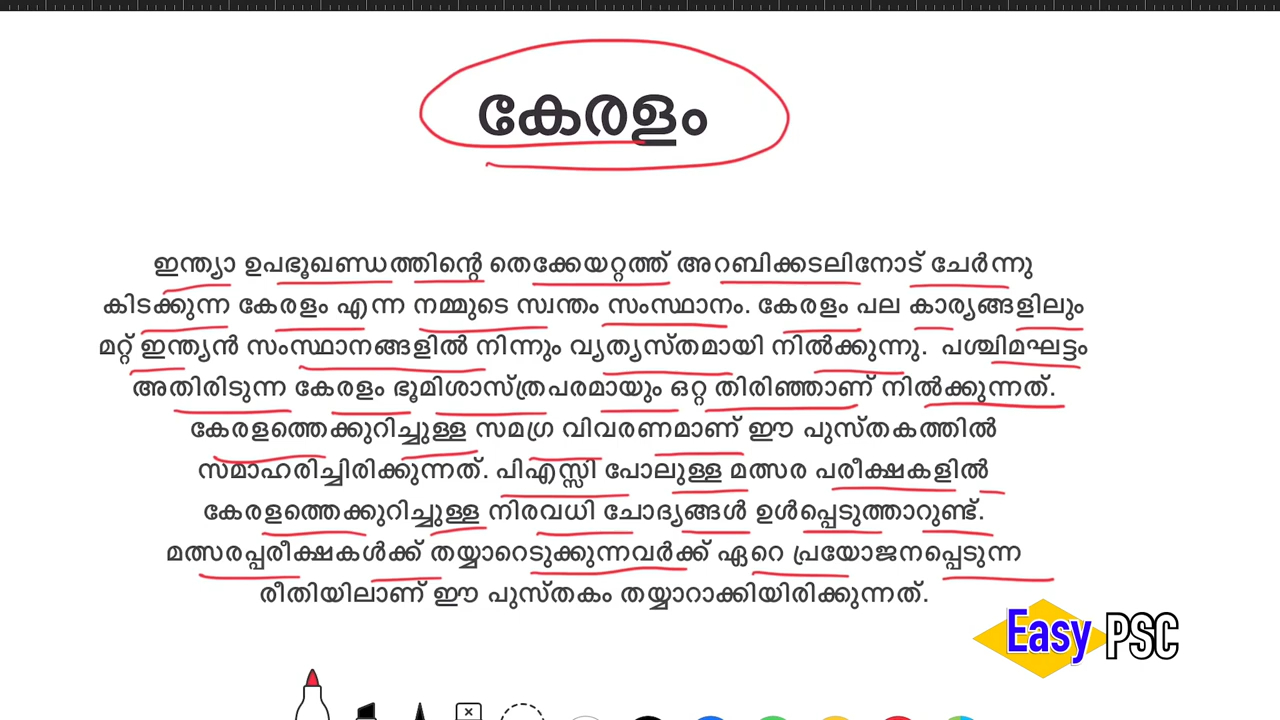 കേരളം
ഇന്ത്യാ ഉപഭൂഖണ്ഡത്തിന്റെ തെക്കേയറ്റത്ത് അറബിക്കടലിനോട് ചേർന്നു
കിടക്കുന്ന കേരളം എന്ന നമ്മുടെ സ്വന്തം സംസ്ഥാനം. കേരളം പല കാര്യങ്ങളിലും
മറ്റ് ഇന്ത്യൻ സംസ്ഥാനങ്ങളിൽ നിന്നും വ്യത്യസ്തമായി നിൽക്കുന്നു. പശ്ചിമഘട്ടം
അതിരിടുന്ന കേരളം ഭൂമിശാസ്ത്രപരമായും ഒറ്റ തിരിഞ്ഞാണ് നിൽക്കുന്നത്.
കേരളത്തെക്കുറിച്ചുള്ള സമഗ്ര വിവരണമാണ് ഈ പുസ്തകത്തിൽ
സമാഹരിച്ചിരിക്കുന്നത്. പിഎസ്സി പോലുള്ള മത്സര പരീക്ഷകളിൽ
കേരളത്തെക്കുറിച്ചുള്ള നിരവധി ചോദ്യങ്ങൾ ഉൾപ്പെടുത്താറുണ്ട്.
മത്സരപ്പരീക്ഷകൾക്ക് തയ്യാറെടുക്കുന്നവർക്ക് ഏറെ പ്രയോജനപ്പെടുന്ന
രീതിയിലാണ് ഈ പുസ്തകം തയ്യാറാക്കിയിരിക്കുന്നത്.
Easy PSC